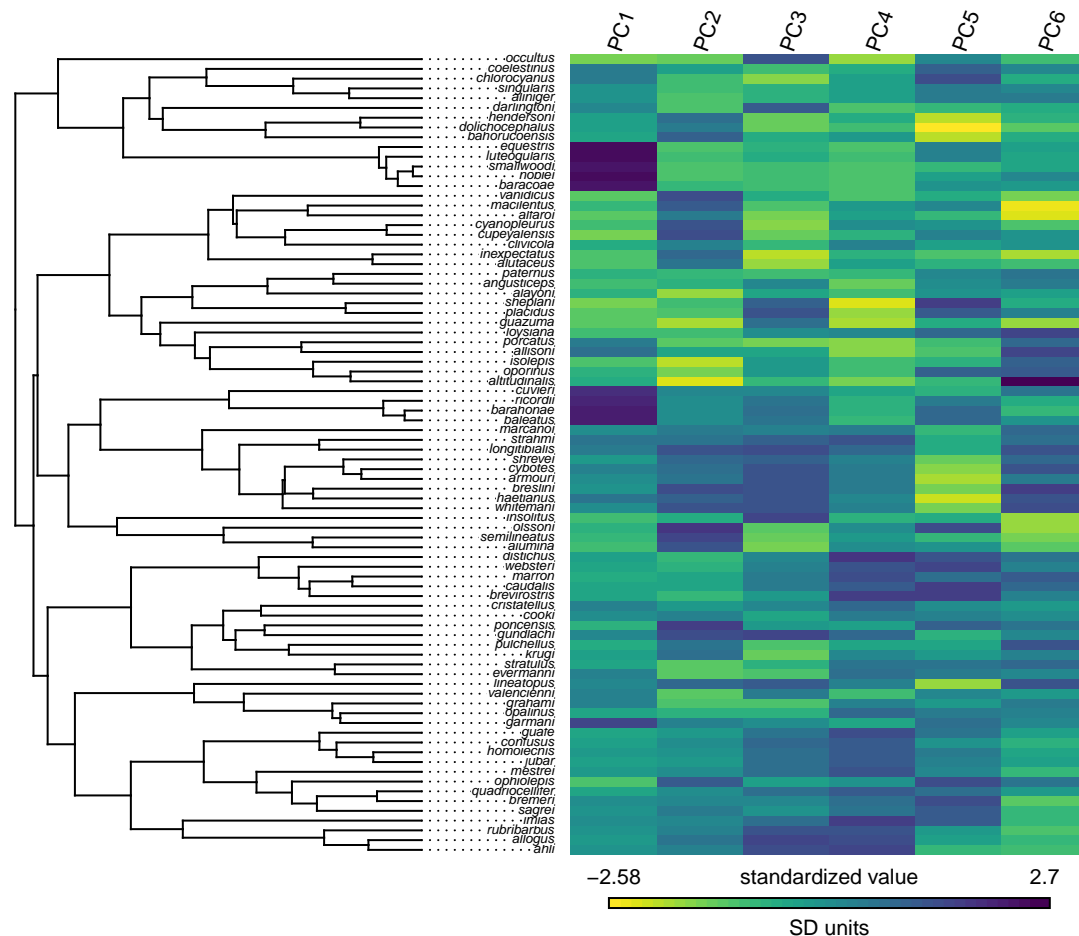 PC1 PC2 PC3 PC4 PC5 PC6
occultus
coelestinus
chlorocyanus
singularis
aliniger
darlingtoni
hendersoni
dolichocephalus
bahorucoensis
equestris
luteogularis
smallwoodi
noblei
baracoae
vanidicus
macilentus
alfaroi
cyanopleurus
cupeyalensis
clivicola
inexpectatus
alutaceus
paternus
angusticeps
alayoni
sheplani
placidus
guazuma
loysiana
porcatus
allisoni
isolepis
oporinus
altitudinalis
cuvieri
ricordii
barahonae
baleatus
marcanoi
strahmi
longitibialis
shrevei
cybotes
armouri
breslini
haetianus
whitemani
insolitus
olssoni
semilineatus
alumina
distichus
websteri
marron
caudalis
brevirostris
cristatellus
cooki
poncensis
gundlachi
pulchellus
krugi
stratulus
evermanni
lineatopus
valencienni
grahami
opalinus
garmani
guafe
confusus
homolechis
jubar
mestrei
ophiolepis
quadriocellifer
bremeri
sagrei
imias
rubribarbus
allogus
ahli
−2.58 standardized value 2.7
SD units